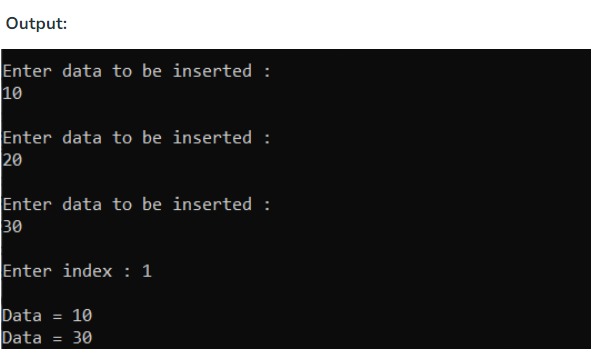 Output:
Enter data to be inserted :
10
Enter data to be inserted :
20
Enter data to be inserted :
30
Enter index : 1
Data = 10
Data = 30